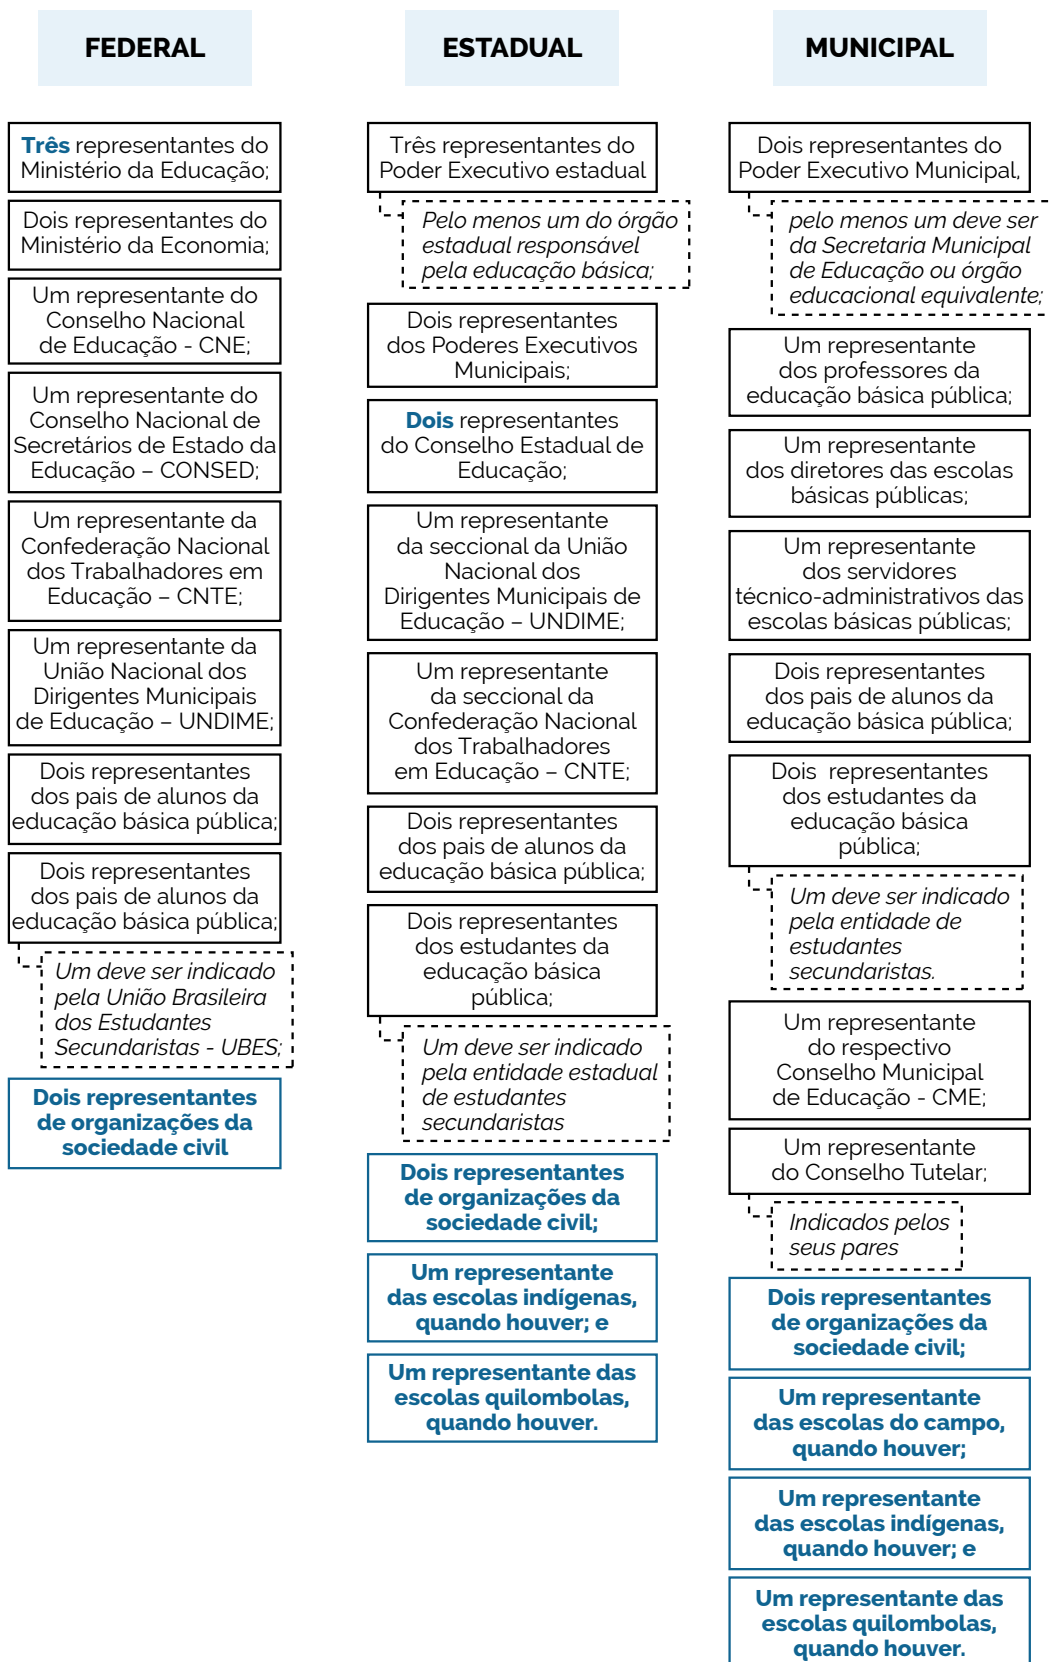 FEDERAL
Três representantes do
Ministério da Educação;
Dois representantes do
Ministério da Economia;
Um representante do
Conselho Nacional
de Educação - CNE;
Um representante do
Conselho Nacional de
Secretários de Estado da
Educação – CONSED;
Um representante da
Confederação Nacional
dos Trabalhadores em
Educação – CNTE;
Um representante da
União Nacional dos
Dirigentes Municipais
de Educação – UNDIME;
Dois representantes
dos pais de alunos da
educação básica pública;
Dois representantes
dos pais de alunos da
educação básica pública;
Um deve ser indicado
pela União Brasileira
dos Estudantes
Secundaristas - UBES;
Dois representantes
de organizações da
sociedade civil
ESTADUAL
Três representantes do
Poder Executivo estadual
Pelo menos um do órgão
estadual responsável
pela educação básica;
Dois representantes
dos Poderes Executivos
Municipais;
Dois representantes
do Conselho Estadual de
Educação;
Um representante
da seccional da União
Nacional dos
Dirigentes Municipais de
Educação – UNDIME;
Um representante
da seccional da
Confederação Nacional
dos Trabalhadores
em Educação – CNTE;
Dois representantes
dos pais de alunos da
educação básica pública;
Dois representantes
dos estudantes da
educação básica
pública;
Um deve ser indicado
pela entidade estadual
de estudantes
secundaristas
Dois representantes
de organizações da
sociedade civil;
Um representante
das escolas indígenas,
quando houver; e
Um representante das
escolas quilombolas,
quando houver.
MUNICIPAL
Dois representantes do
Poder Executivo Municipal,
pelo menos um deve ser
da Secretaria Municipal
de Educação ou órgão
educacional equivalente;
Um representante
dos professores da
educação básica pública;
Um representante
dos diretores das escolas
básicas públicas;
Um representante
dos servidores
técnico-administrativos das
escolas básicas públicas;
Dois representantes
dos pais de alunos da
educação básica pública;
Dois representantes
dos estudantes da
educação básica
pública;
Um deve ser indicado
pela entidade de
estudantes
secundaristas.
Um representante
do respectivo
Conselho Municipal
de Educação - CME;
Um representante
do Conselho Tutelar;
Indicados pelos
seus pares
Dois representantes
de organizações da
sociedade civil;
Um representante
das escolas do campo,
quando houver;
Um representante
das escolas indígenas,
quando houver; e
Um representante das
escolas quilombolas,
quando houver.